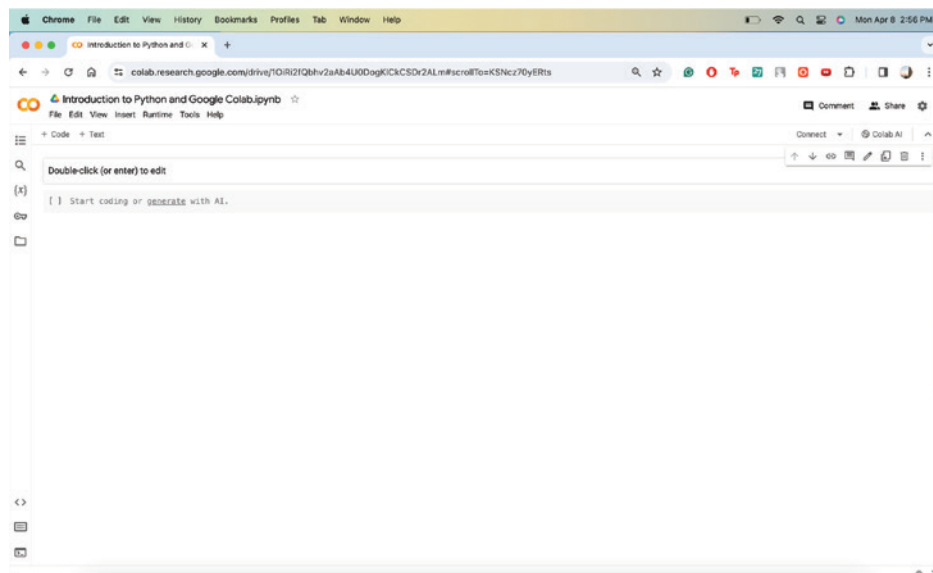 Chrome File Edit View History Bookmarks Profiles Tab Window Help Mon Apr 8 2:56 PM
Introduction to Python and G
colab.research.google.com/drive/
Introduction to Python and Google Colab.ipynb
Comment Share
File Edit View Insert Runtime Tools Help
+ Code + Text Connect Colab AI
Double-click (or enter) to edit
{x}
[ ] Start coding or generate with AI.